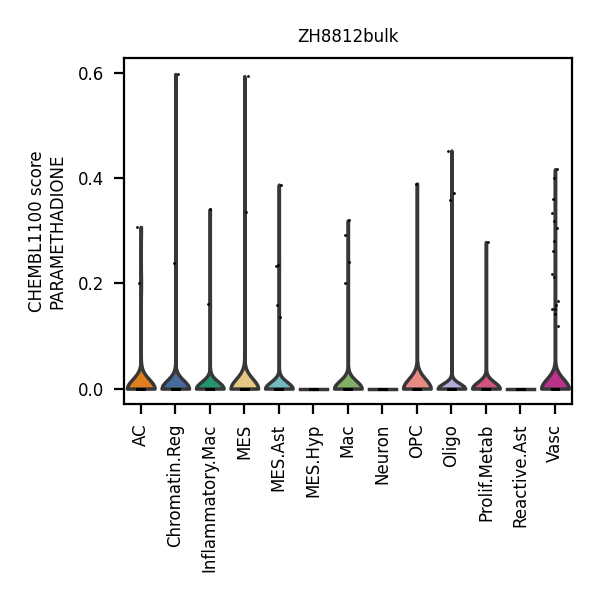 ZH8812bulk
CHEMBL1100 score
PARAMETHADIONE
0.6
0.4
0.2
0.0
AC
Chromatin.Reg
Inflammatory.Mac
MES
MES.Ast
MES.Hyp
Mac
Neuron
OPC
Oligo
Prolif.Metab
Reactive.Ast
Vasc